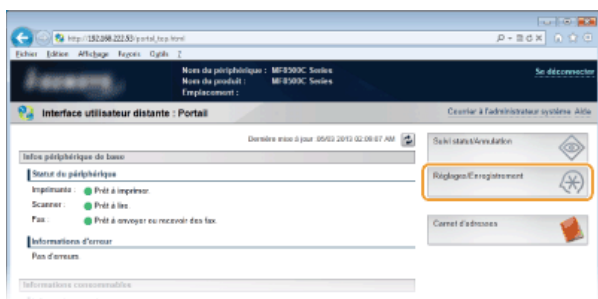 http://192.168.222.53/portal_top.html
Fichier Edition Affichage Favoris Outils ?
Nom du périphérique : MF8500C Series
Nom du produit : MF8500C Series
Emplacement :
Se déconnecter
Interface utilisateur distante : Portail
Courrier à l'administrateur système Aide
Dernière mise à jour :06/03 2013 02:09:07 AM
Infos périphérique de base
Statut du périphérique
Imprimante : Prêt à imprimer.
Scanner : Prêt à lire.
Fax : Prêt à envoyer ou recevoir des fax.
Informations d'erreur
Pas d'erreurs.
Informations consommables
Suivi statut/Annulation
Réglages/Enregistrement
Carnet d'adresses